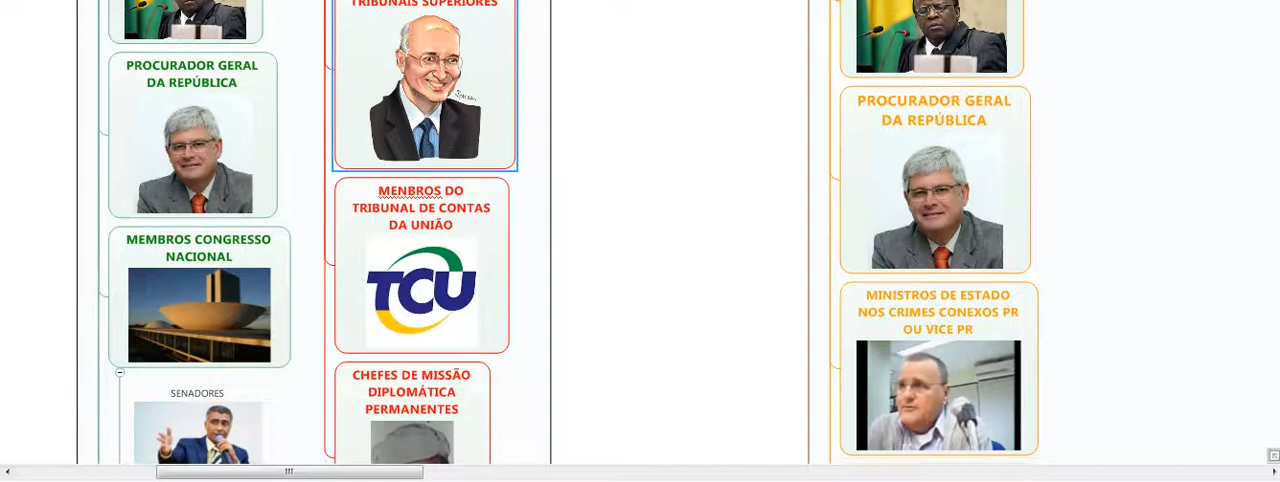 TRIBUNAIS SUPERIORES
PROCURADOR GERAL
DA REPÚBLICA
MEMBROS CONGRESSO
NACIONAL
SENADORES
MENBROS DO
TRIBUNAL DE CONTAS
DA UNIÃO
TCU
CHEFES DE MISSÃO
DIPLOMÁTICA
PERMANENTES
PROCURADOR GERAL
DA REPÚBLICA
MINISTROS DE ESTADO
NOS CRIMES CONEXOS PR
OU VICE PR